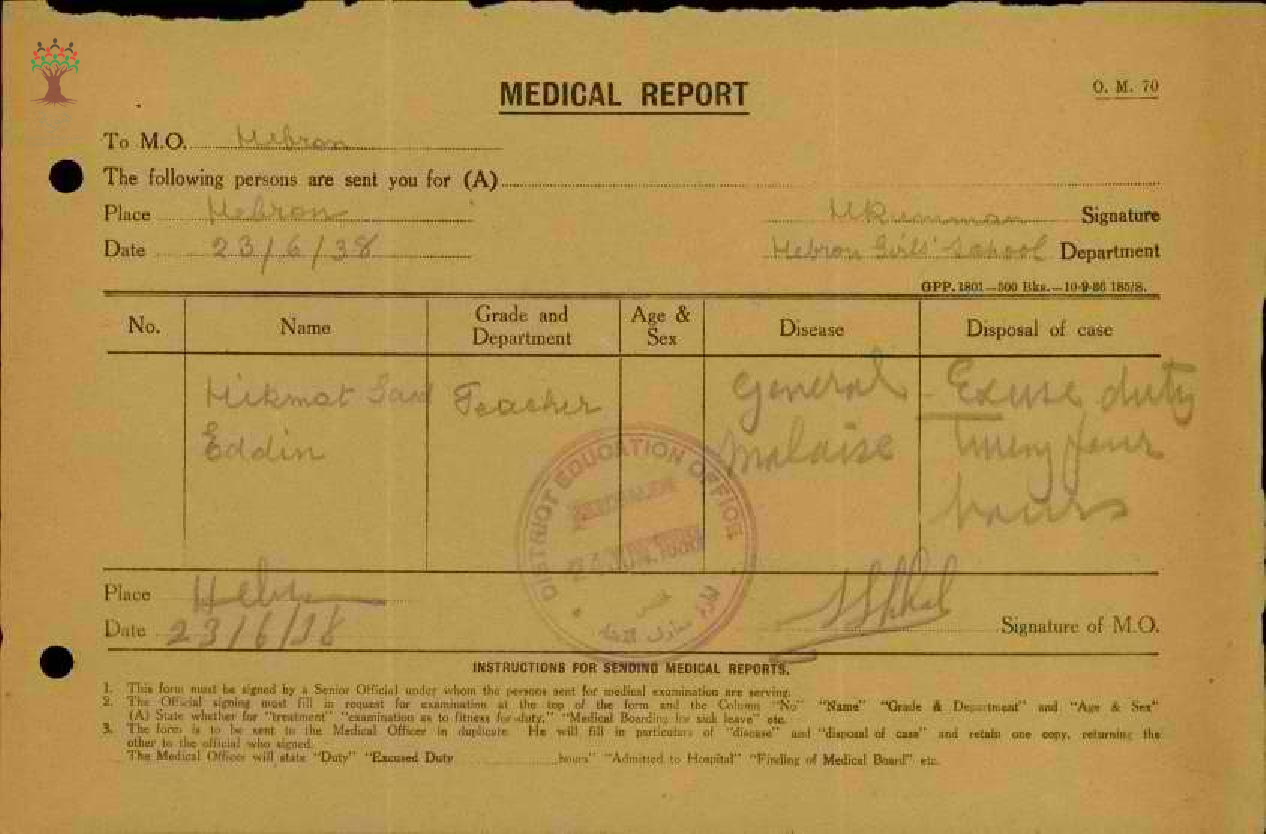 MEDICAL REPORT
O. M. 70
To M.O. Hebron
The following persons are sent you for (A)
Place Hebron
Signature
Date 23/6/38
Hebron Girls' School Department
GPP. 1801—500 Bks.—10-9-36 185/8.
No. Name Grade and Department Age & Sex Disease Disposal of case
Hikmat Teacher General Excuse duty
Eddin malaise four
hours
DISTRICT EDUCATION OFFICE
JERUSALEM
Place
Date 23/6/38 Signature of M.O.
INSTRUCTIONS FOR SENDING MEDICAL REPORTS.
1. This form must be signed by a Senior Official under whom the persons sent for medical examination are serving.
2. The Official signing must fill in request for examination at the top of the form and the Column "No" "Name" "Grade & Department" and "Age & Sex"
(A) State whether for "treatment" "examination as to fitness for duty," "Medical Boarding for sick leave" etc.
3. The form is to be sent to the Medical Officer in duplicate. He will fill in particulars of "disease" and "disposal of case" and retain one copy, returning the
other to the official who signed.
The Medical Officer will state "Duty" "Excused Duty hours" "Admitted to Hospital" "Finding of Medical Board" etc.